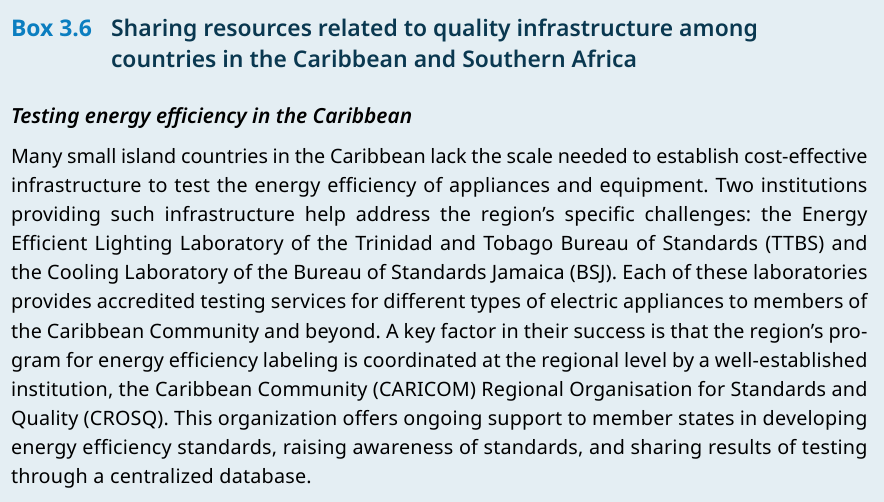 Box 3.6 Sharing resources related to quality infrastructure among
countries in the Caribbean and Southern Africa
Testing energy efficiency in the Caribbean
Many small island countries in the Caribbean lack the scale needed to establish cost-effective
infrastructure to test the energy efficiency of appliances and equipment. Two institutions
providing such infrastructure help address the region’s specific challenges: the Energy
Efficient Lighting Laboratory of the Trinidad and Tobago Bureau of Standards (TTBS) and
the Cooling Laboratory of the Bureau of Standards Jamaica (BSJ). Each of these laboratories
provides accredited testing services for different types of electric appliances to members of
the Caribbean Community and beyond. A key factor in their success is that the region’s pro-
gram for energy efficiency labeling is coordinated at the regional level by a well-established
institution, the Caribbean Community (CARICOM) Regional Organisation for Standards and
Quality (CROSQ). This organization offers ongoing support to member states in developing
energy efficiency standards, raising awareness of standards, and sharing results of testing
through a centralized database.